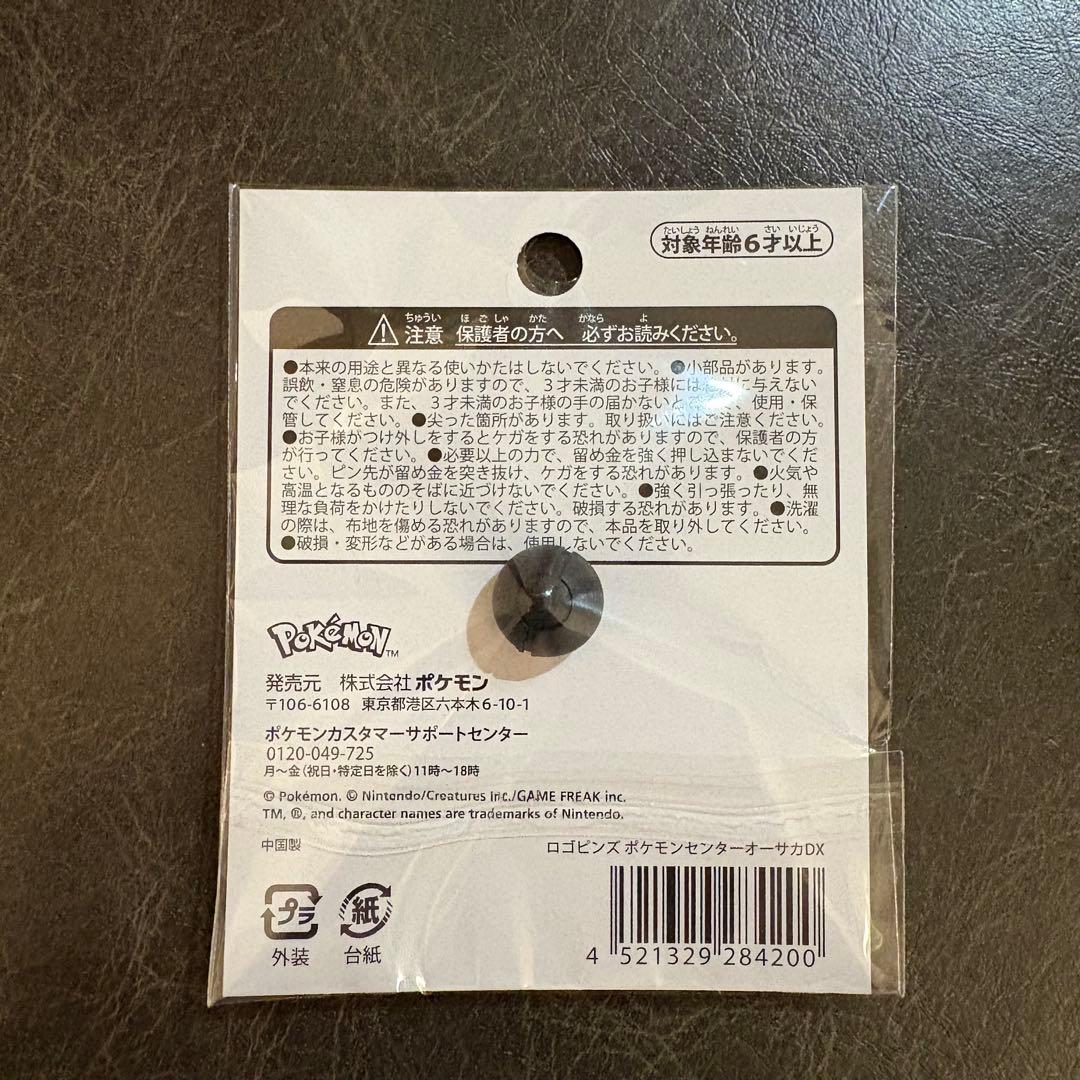 対象年齢6才以上
たいしょう ねんれい さい いじょう
注意 保護者の方へ 必ずお読みください。
ちゅうい ほごしゃ かた かなら よ
●本来の用途と異なる使いかたはしないでください。●小部品があります。
誤飲・窒息の危険がありますので、3才未満のお子様には 与えない
でください。また、3才未満のお子様の手の届かないと 、使用・保
管してください。●尖った箇所があります。取り扱いにはご注意ください。
●お子様がつけ外しをするとケガをする恐れがありますので、保護者の方
が行ってください。●必要以上の力で、留め金を強く押し込まないでくだ
さい。ピン先が留め金を突き抜け、ケガをする恐れがあります。●火気や
高温となるもののそばに近づけないでください。●強く引っ張ったり、無
理な負荷をかけたりしないでください。破損する恐れがあります。●洗濯
の際は、布地を傷める恐れがありますので、本品を取り外してください。
●破損・変形などがある場合は、使用しないでください。
POKéMON™
発売元 株式会社ポケモン
〒106-6108 東京都港区六本木6-10-1
ポケモンカスタマーサポートセンター
0120-049-725
月～金（祝日・特定日を除く）11時～18時
© Pokémon. © Nintendo/Creatures Inc./GAME FREAK inc.
TM, ®, and character names are trademarks of Nintendo.
中国製
ロゴピンズ ポケモンセンターオーサカDX
プラ
外装
紙
台紙
4 521329 284200